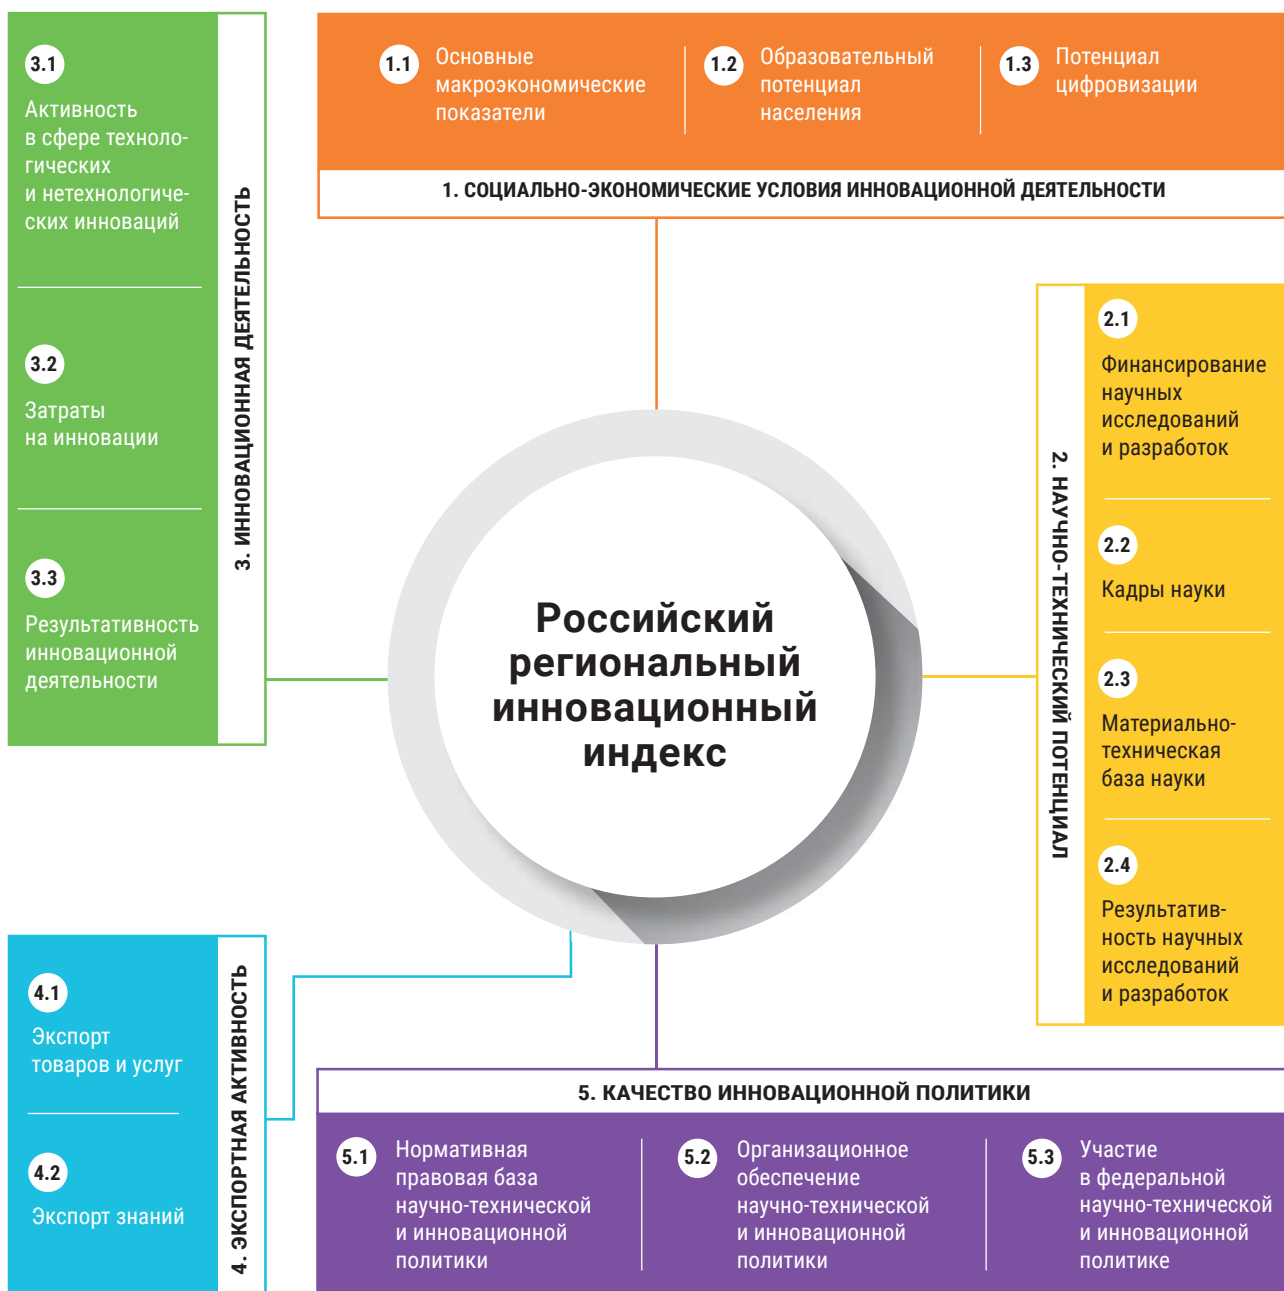 3.1
Активность
в сфере техноло-
гических
и нетехнологиче-
ских инноваций
3.2
Затраты
на инновации
3.3
Результативность
инновационной
деятельности
3. ИННОВАЦИОННАЯ ДЕЯТЕЛЬНОСТЬ
1.1
Основные
макроэкономические
показатели
1.2
Образовательный
потенциал
населения
1.3
Потенциал
цифровизации
1. СОЦИАЛЬНО-ЭКОНОМИЧЕСКИЕ УСЛОВИЯ ИННОВАЦИОННОЙ ДЕЯТЕЛЬНОСТИ
2. НАУЧНО-ТЕХНИЧЕСКИЙ ПОТЕНЦИАЛ
2.1
Финансирование
научных
исследований
и разработок
2.2
Кадры науки
2.3
Материально-
техническая
база науки
2.4
Результатив-
ность научных
исследований
и разработок
Российский
региональный
инновационный
индекс
4.1
Экспорт
товаров и услуг
4.2
Экспорт знаний
4. ЭКСПОРТНАЯ АКТИВНОСТЬ
5. КАЧЕСТВО ИННОВАЦИОННОЙ ПОЛИТИКИ
5.1
Нормативная
правовая база
научно-технической
и инновационной
политики
5.2
Организационное
обеспечение
научно-технической
и инновационной
политики
5.3
Участие
в федеральной
научно-технической
и инновационной
политике